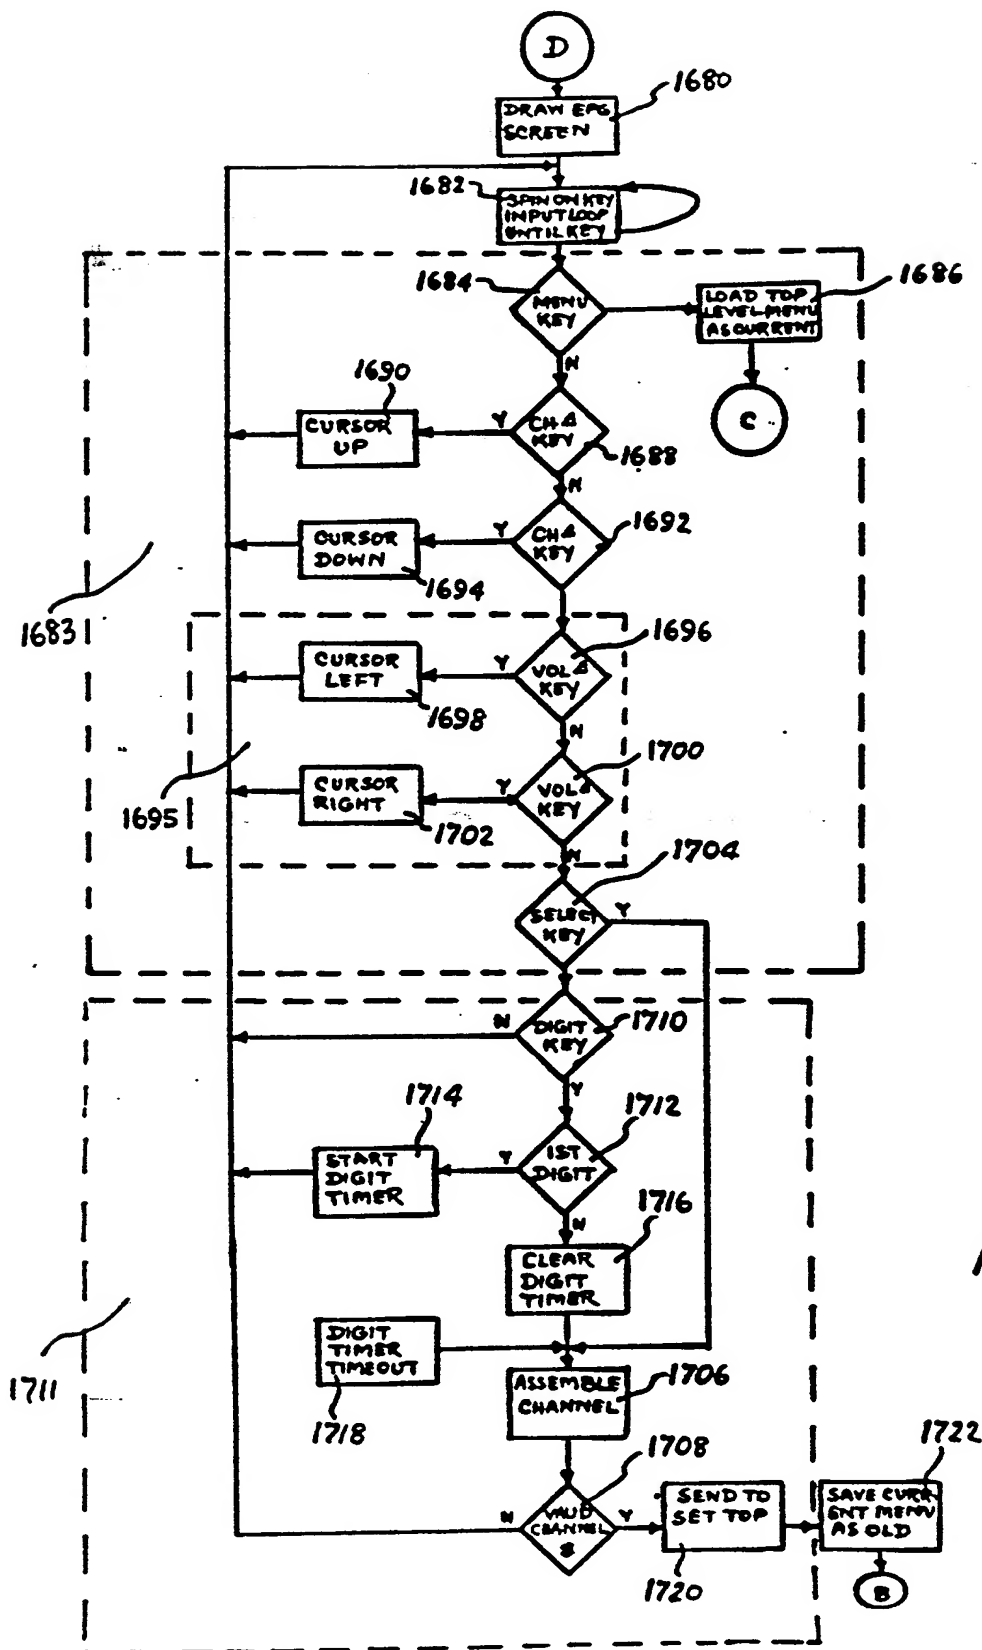 D
1680
DRAW EPG
SCREEN
1682
SPIN ON KEY
INPUT LOOP
UNTIL KEY
1684
MENU
KEY
LOAD TOP
LEVEL MENU
AS CURRENT
1686
N
C
1690
CURSOR
UP
Y
CH Δ
KEY
1688
N
CURSOR
DOWN
1694
Y
CH Δ
KEY
1692
1683
CURSOR
LEFT
1698
Y
VOL Δ
KEY
1696
N
1695
CURSOR
RIGHT
1702
Y
VOL Δ
KEY
1700
N
1704
SELECT
KEY
Y
N
DIGIT
KEY
1710
Y
1714
START
DIGIT
TIMER
Y
1ST
DIGIT
1712
N
1716
CLEAR
DIGIT
TIMER
DIGIT
TIMER
TIMEOUT
1718
ASSEMBLE
CHANNEL
1706
1711
1708
N
VALID
CHANNEL
Y
SEND TO
SET TOP
1720
1722
SAVE CURR-
ENT MENU
AS OLD
B